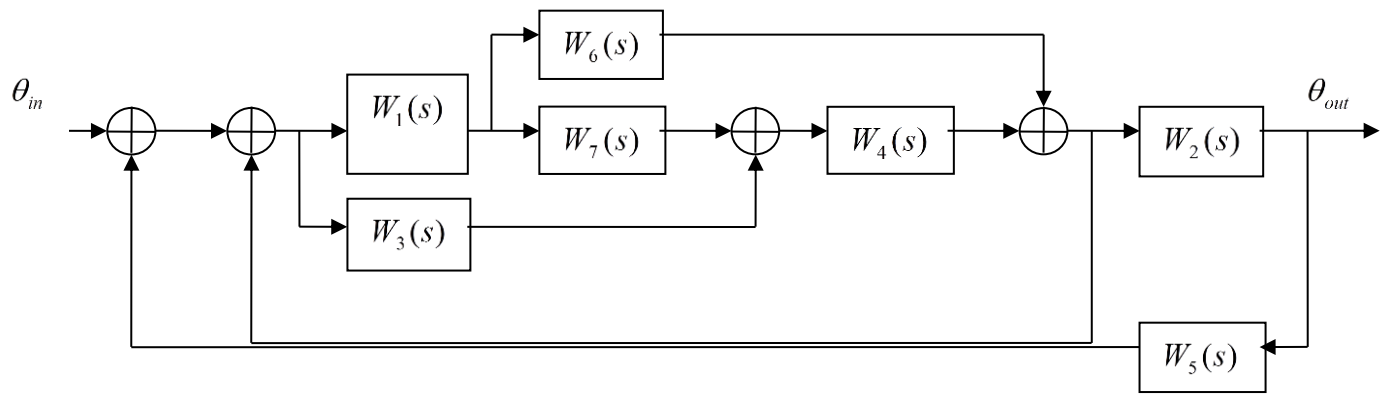 θ_in
W_1(s)
W_6(s)
W_7(s)
W_4(s)
W_2(s)
θ_out
W_3(s)
W_5(s)